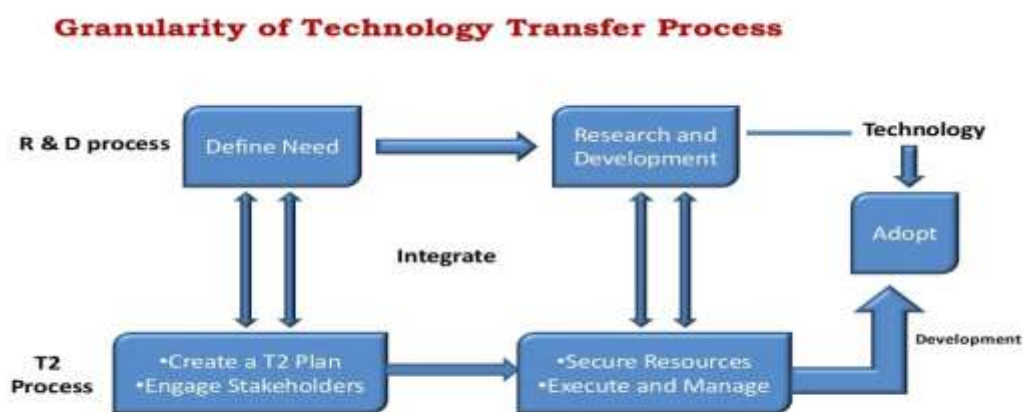 Granularity of Technology Transfer Process
R & D process
Define Need
Research and
Development
Technology
Adopt
Integrate
Development
T2
Process
•Create a T2 Plan
•Engage Stakeholders
•Secure Resources
•Execute and Manage